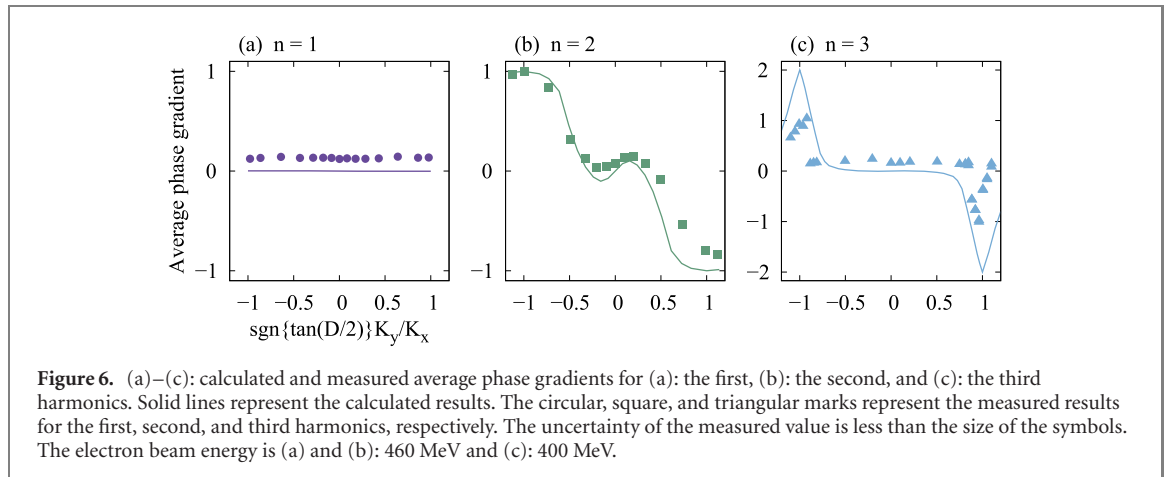 (a) n = 1
(b) n = 2
(c) n = 3
Average phase gradient
1
0
−1
1
0
−1
2
1
0
−1
−2
−1 −0.5 0 0.5 1
−1 −0.5 0 0.5 1
−1 −0.5 0 0.5 1
sgn{tan(D/2)}Ky/Kx
Figure 6. (a)–(c): calculated and measured average phase gradients for (a): the first, (b): the second, and (c): the third
harmonics. Solid lines represent the calculated results. The circular, square, and triangular marks represent the measured results
for the first, second, and third harmonics, respectively. The uncertainty of the measured value is less than the size of the symbols.
The electron beam energy is (a) and (b): 460 MeV and (c): 400 MeV.